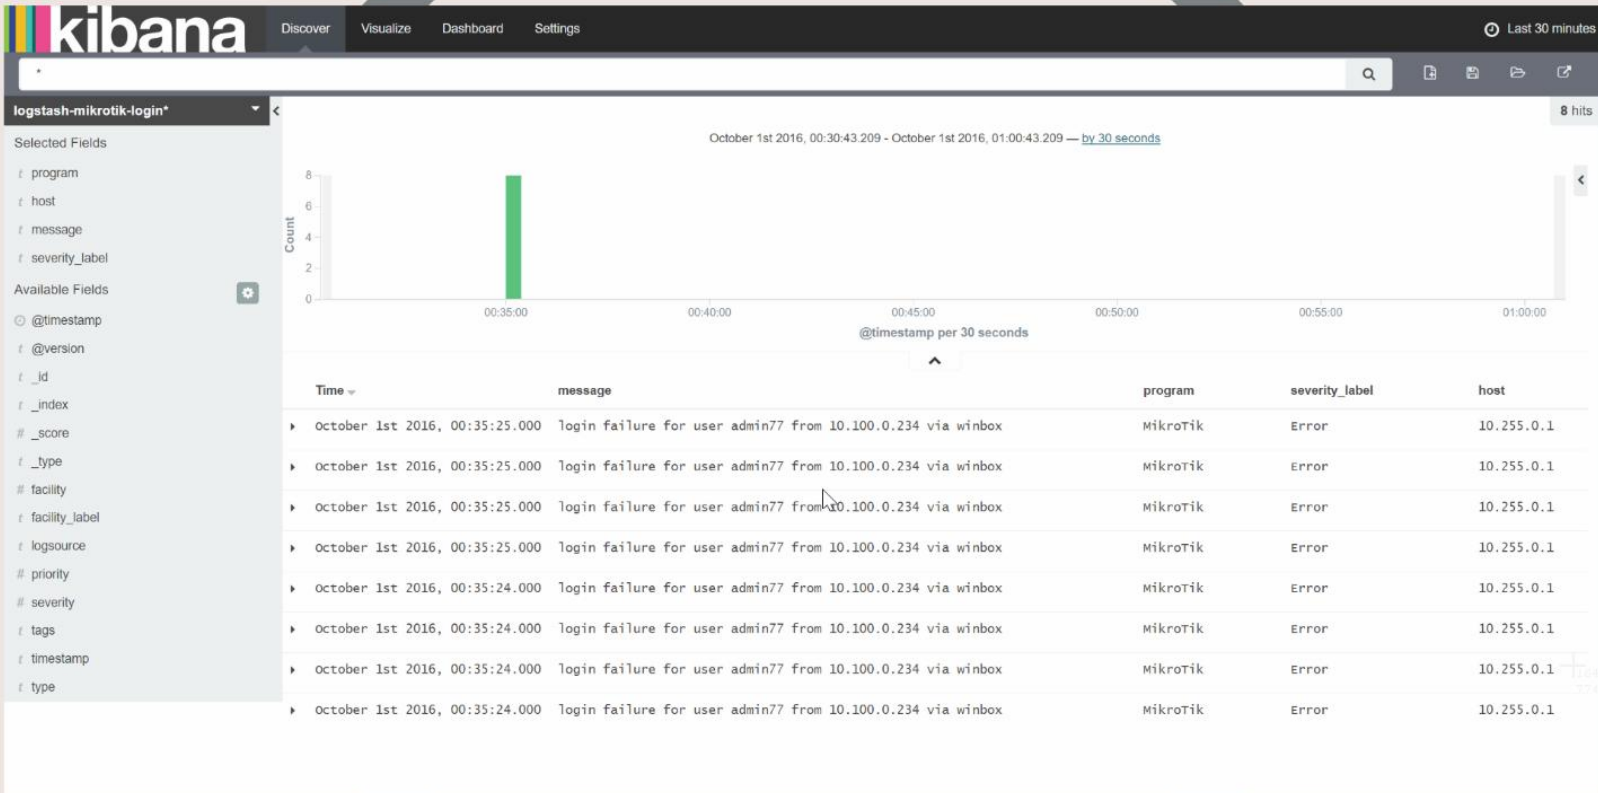 kibana Discover Visualize Dashboard Settings Last 30 minutes
*
logstash-mikrotik-login*
8 hits
Selected Fields
t program
t host
t message
t severity_label
Available Fields
@timestamp
t @version
t _id
t _index
# _score
t _type
# facility
t facility_label
t logsource
# priority
# severity
t tags
t timestamp
t type
October 1st 2016, 00:30:43.209 - October 1st 2016, 01:00:43.209 — by 30 seconds
Count
8
6
4
2
0
00:35:00 00:40:00 00:45:00 00:50:00 00:55:00 01:00:00
@timestamp per 30 seconds
Time message program severity_label host
October 1st 2016, 00:35:25.000 login failure for user admin77 from 10.100.0.234 via winbox MikroTik Error 10.255.0.1
October 1st 2016, 00:35:25.000 login failure for user admin77 from 10.100.0.234 via winbox MikroTik Error 10.255.0.1
October 1st 2016, 00:35:25.000 login failure for user admin77 from 10.100.0.234 via winbox MikroTik Error 10.255.0.1
October 1st 2016, 00:35:25.000 login failure for user admin77 from 10.100.0.234 via winbox MikroTik Error 10.255.0.1
October 1st 2016, 00:35:24.000 login failure for user admin77 from 10.100.0.234 via winbox MikroTik Error 10.255.0.1
October 1st 2016, 00:35:24.000 login failure for user admin77 from 10.100.0.234 via winbox MikroTik Error 10.255.0.1
October 1st 2016, 00:35:24.000 login failure for user admin77 from 10.100.0.234 via winbox MikroTik Error 10.255.0.1
October 1st 2016, 00:35:24.000 login failure for user admin77 from 10.100.0.234 via winbox MikroTik Error 10.255.0.1